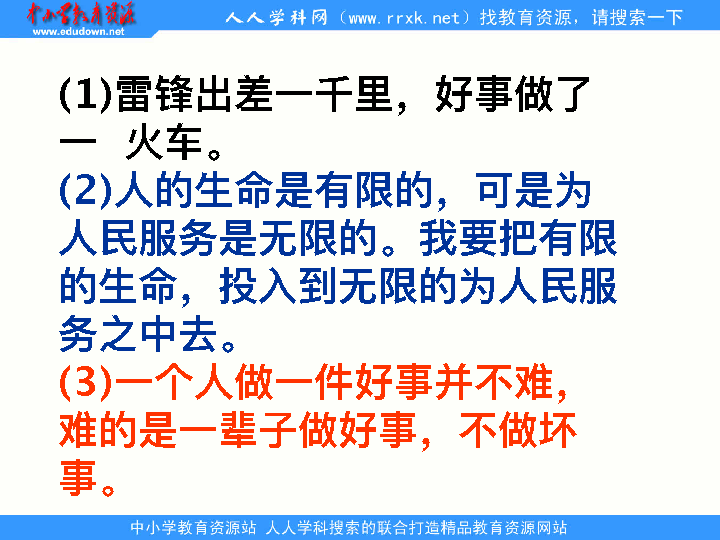 中小学教育资源
www.edudown.net
人人学科网（www.rrxk.net）找教育资源，请搜索一下
(1)雷锋出差一千里，好事做了
一  火车。
(2)人的生命是有限的，可是为
人民服务是无限的。我要把有限
的生命，投入到无限的为人民服
务之中去。
(3)一个人做一件好事并不难，
难的是一辈子做好事，不做坏
事。
中小学教育资源站 人人学科搜索的联合打造精品教育资源网站